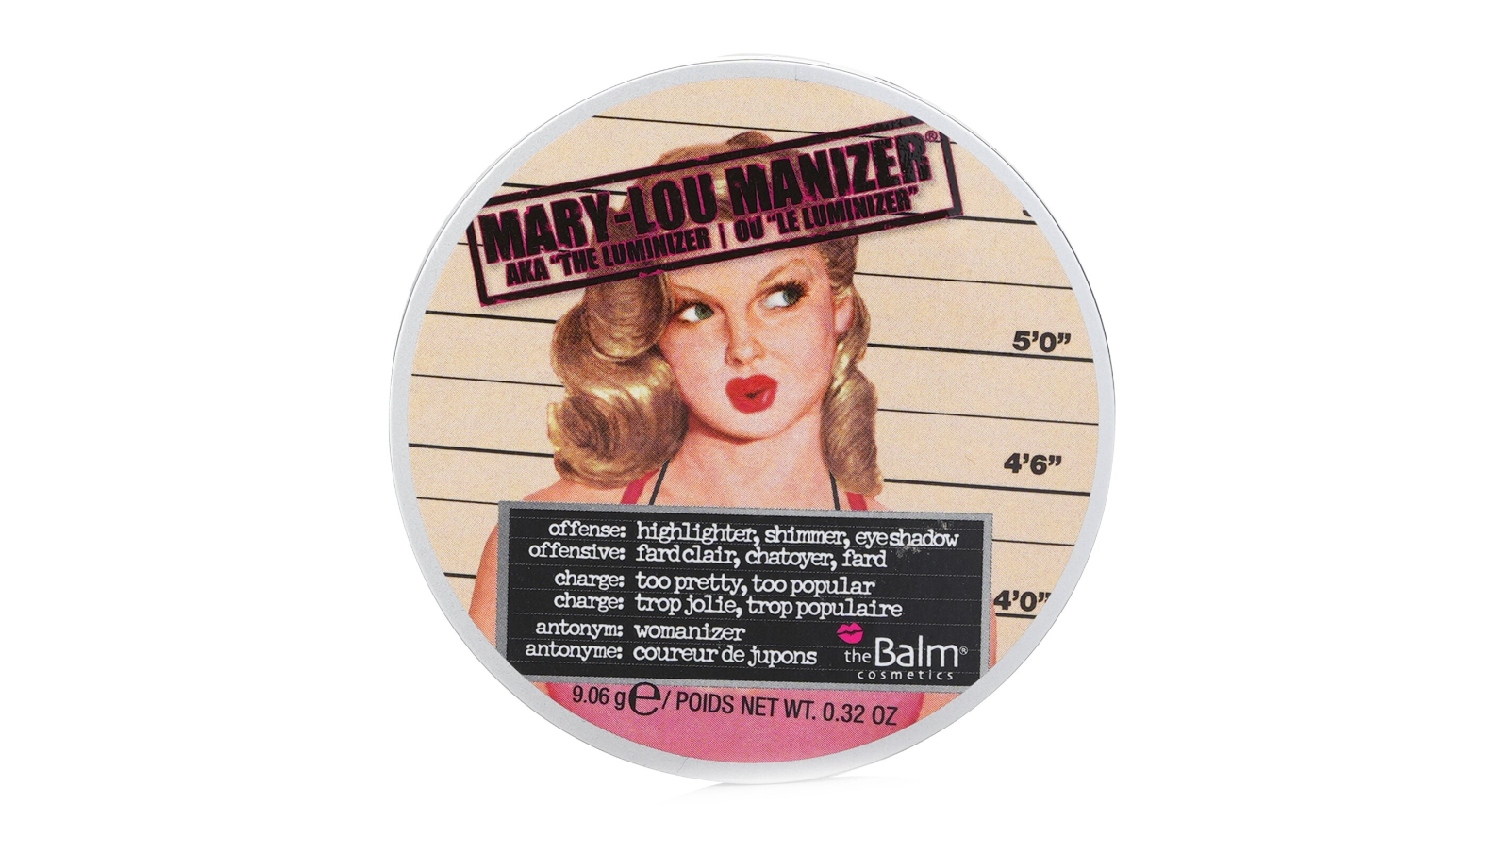 MARY-LOU MANIZER®
AKA "THE LUMINIZER | OU "LE LUMINIZER"
5'0"
4'6"
4'0"
offense: highlighter, shimmer, eyeshadow
offensive: fard clair, chatoyer, fard
charge: too pretty, too popular
charge: trop jolie, trop populaire
antonym: womanizer
antonyme: coureur de jupons
theBalm®
cosmetics
9.06 g℮/ POIDS NET WT. 0.32 OZ